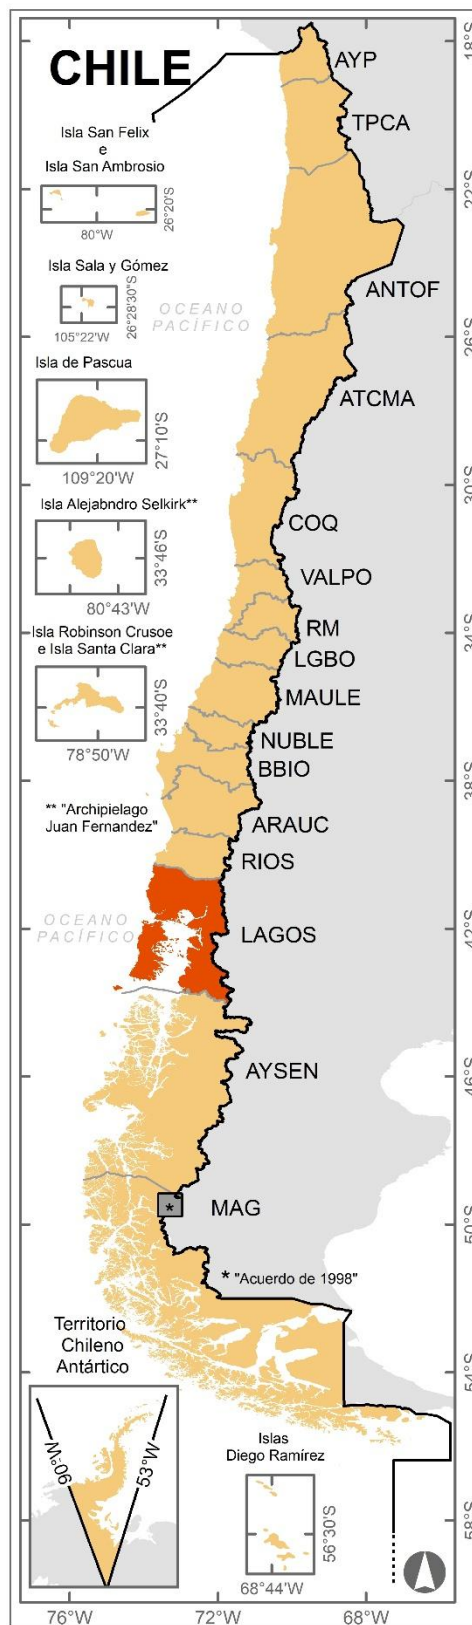 CHILE
18°S
AYP
TPCA
Isla San Felix
e
Isla San Ambrosio
26°20'S
80°W
22°S
Isla Sala y Gómez
26°28'30"S
105°22'W
OCEANO
PACÍFICO
ANTOF
26°S
Isla de Pascua
27°10'S
109°20'W
ATCMA
30°S
Isla Alejabndro Selkirk**
33°46'S
80°43'W
COQ
VALPO
Isla Robinson Crusoe
e Isla Santa Clara**
33°40'S
78°50'W
RM
34°S
LGBO
MAULE
NUBLE
BBIO
38°S
** "Archipielago
Juan Fernandez"
ARAUC
RIOS
OCEANO
PACÍFICO
LAGOS
42°S
AYSEN
46°S
MAG
*
50°S
* "Acuerdo de 1998"
Territorio
Chileno
Antártico
54°S
90°W
53°W
Islas
Diego Ramírez
56°30'S
68°44'W
58°S
76°W
72°W
68°W